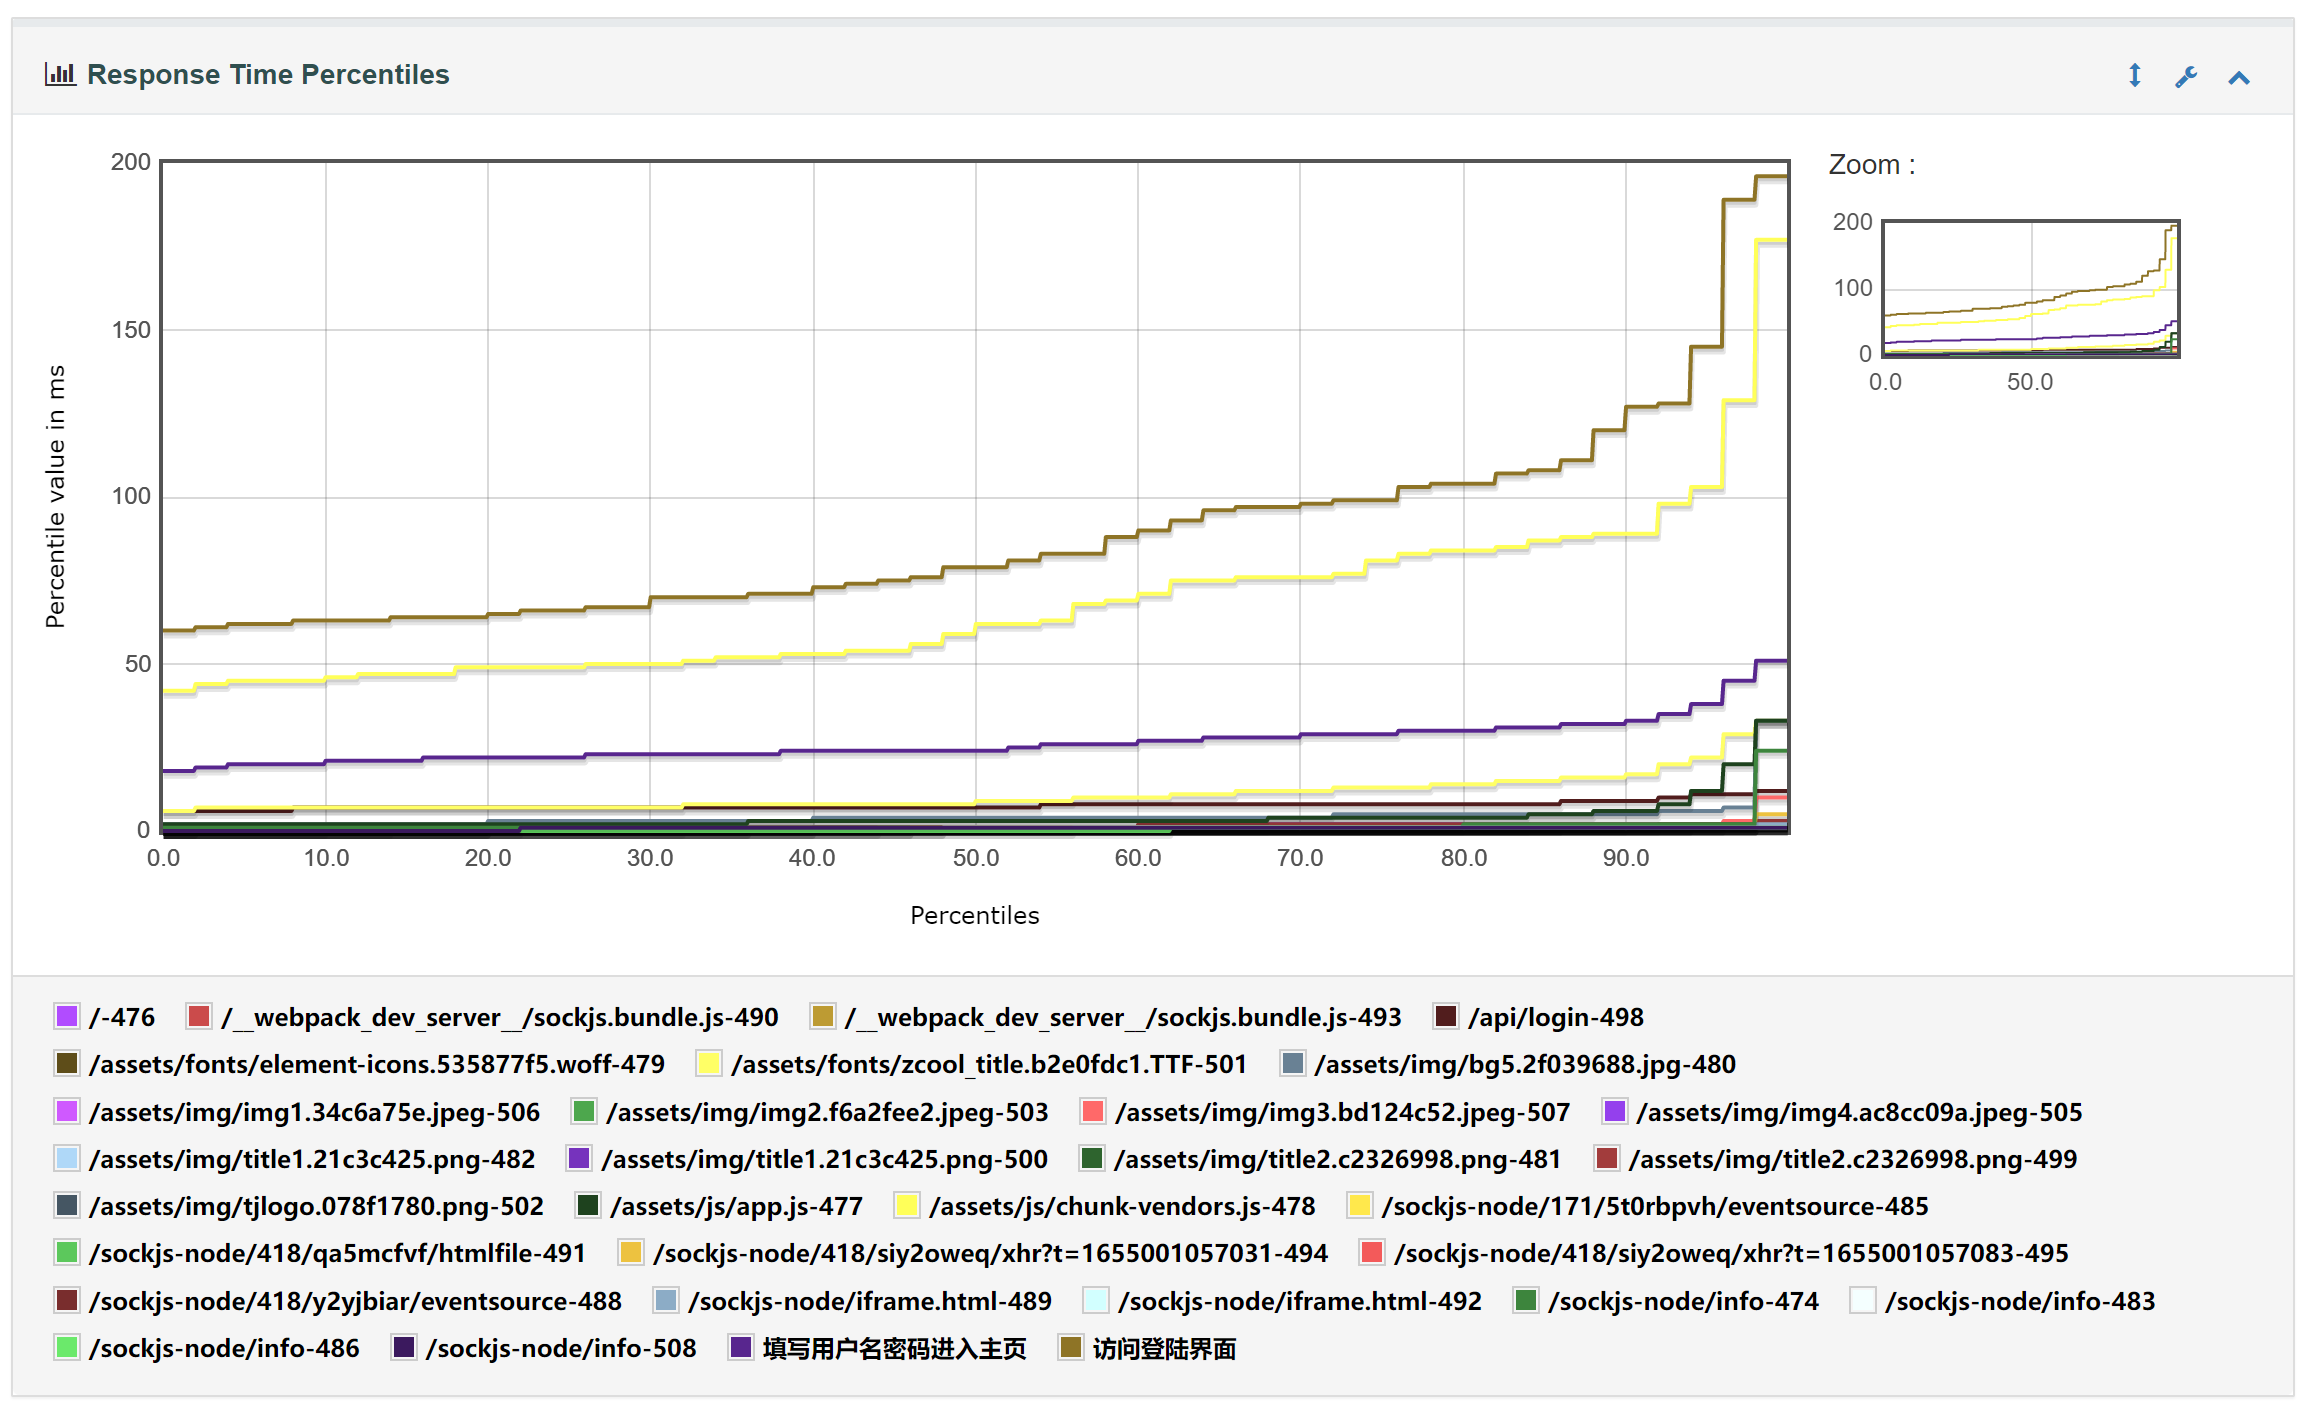 Response Time Percentiles
200
150
100
50
0
Percentile value in ms
0.0 10.0 20.0 30.0 40.0 50.0 60.0 70.0 80.0 90.0
Percentiles
Zoom :
200
100
0
0.0 50.0
/-476 /__webpack_dev_server__/sockjs.bundle.js-490 /__webpack_dev_server__/sockjs.bundle.js-493 /api/login-498
/assets/fonts/element-icons.535877f5.woff-479 /assets/fonts/zcool_title.b2e0fdc1.TTF-501 /assets/img/bg5.2f039688.jpg-480
/assets/img/img1.34c6a75e.jpeg-506 /assets/img/img2.f6a2fee2.jpeg-503 /assets/img/img3.bd124c52.jpeg-507 /assets/img/img4.ac8cc09a.jpeg-505
/assets/img/title1.21c3c425.png-482 /assets/img/title1.21c3c425.png-500 /assets/img/title2.c2326998.png-481 /assets/img/title2.c2326998.png-499
/assets/img/tjlogo.078f1780.png-502 /assets/js/app.js-477 /assets/js/chunk-vendors.js-478 /sockjs-node/171/5t0rbpvh/eventsource-485
/sockjs-node/418/qa5mcfvf/htmlfile-491 /sockjs-node/418/siy2oweq/xhr?t=1655001057031-494 /sockjs-node/418/siy2oweq/xhr?t=1655001057083-495
/sockjs-node/418/y2yjbiar/eventsource-488 /sockjs-node/iframe.html-489 /sockjs-node/iframe.html-492 /sockjs-node/info-474 /sockjs-node/info-483
/sockjs-node/info-486 /sockjs-node/info-508 填写用户名密码进入主页 访问登陆界面